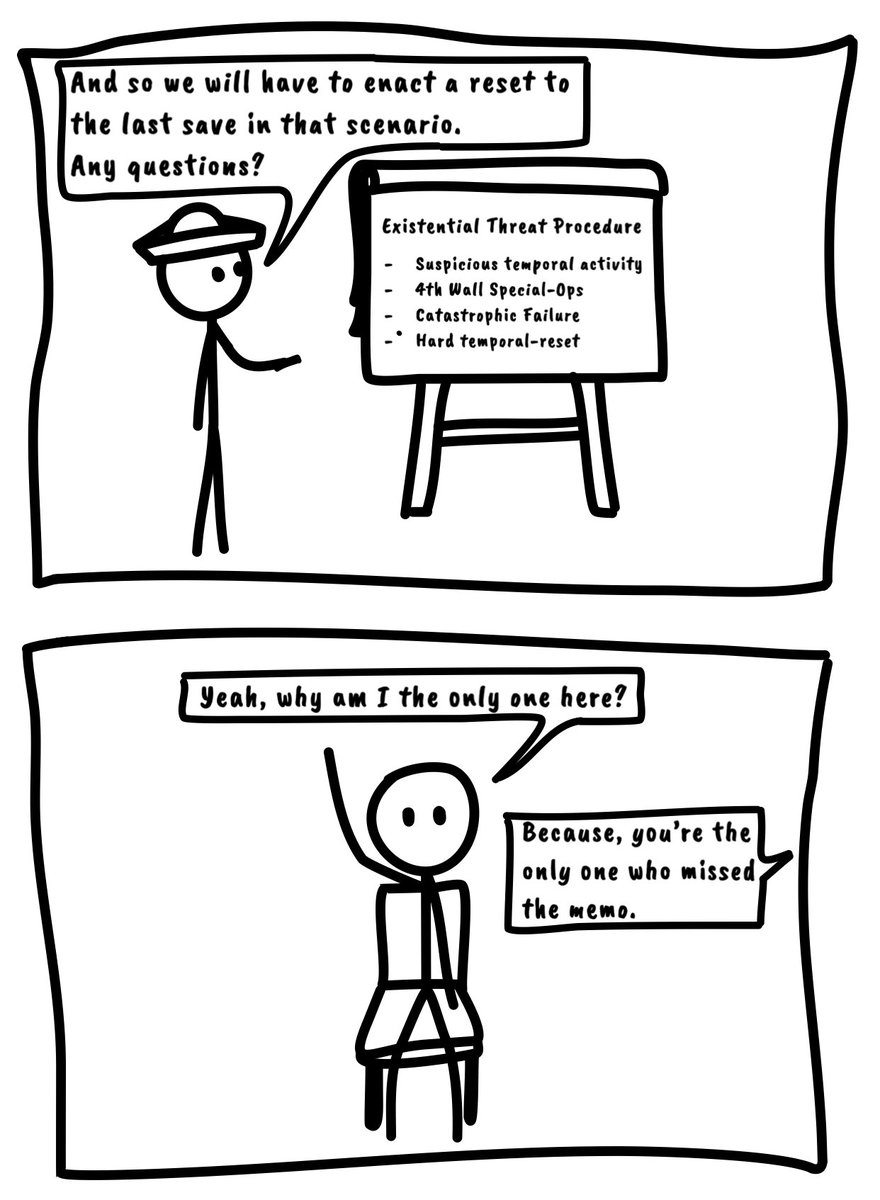 And so we will have to enact a reset to
the last save in that scenario.
Any questions?
Existential Threat Procedure
- Suspicious temporal activity
- 4th Wall Special-Ops
- Catastrophic Failure
- Hard temporal-reset
Yeah, why am I the only one here?
Because, you're the
only one who missed
the memo.